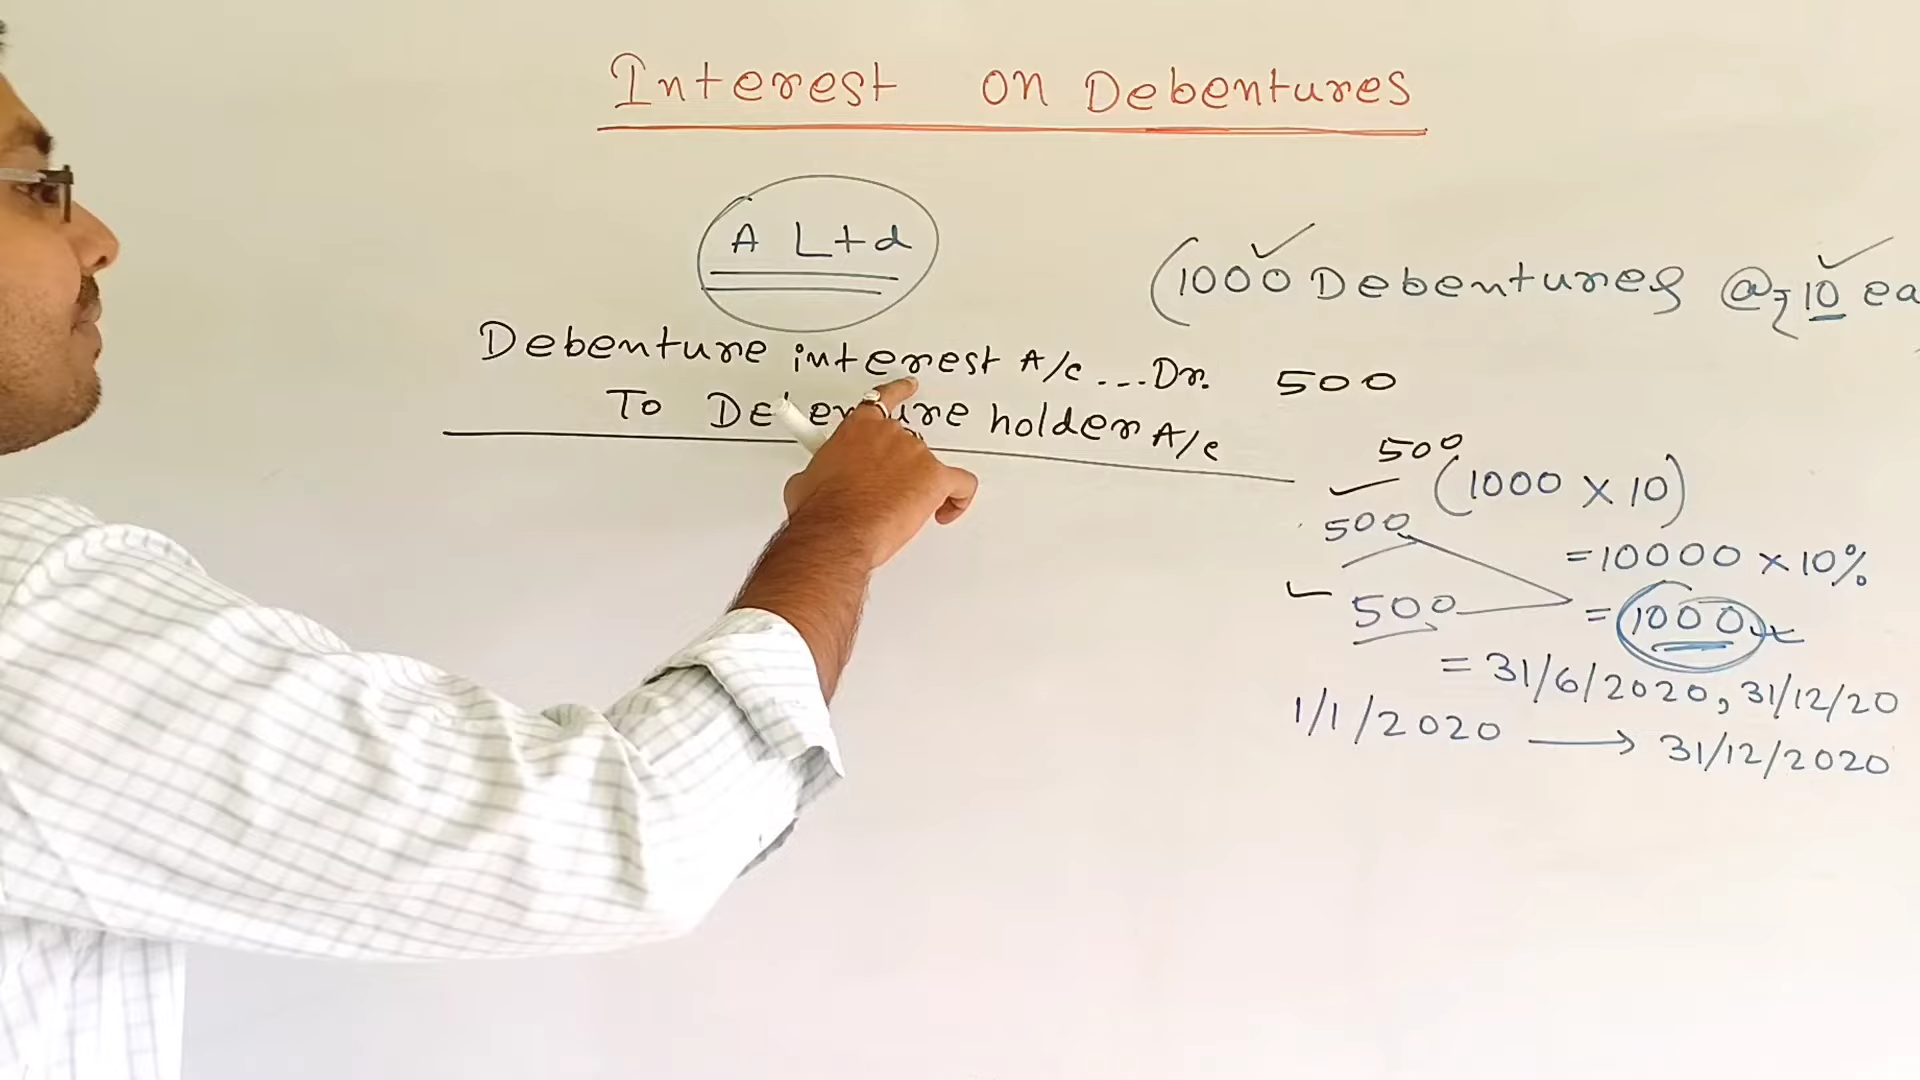 Interest on Debentures
A Ltd
(1000 Debentures @ ₹10 ea
Debenture interest A/c ... Dr. 500
To Debenture holder A/c
500
(1000 × 10)
500
= 10000 × 10%
500
= 1000
= 31/6/2020, 31/12/20
1/1/2020 → 31/12/2020